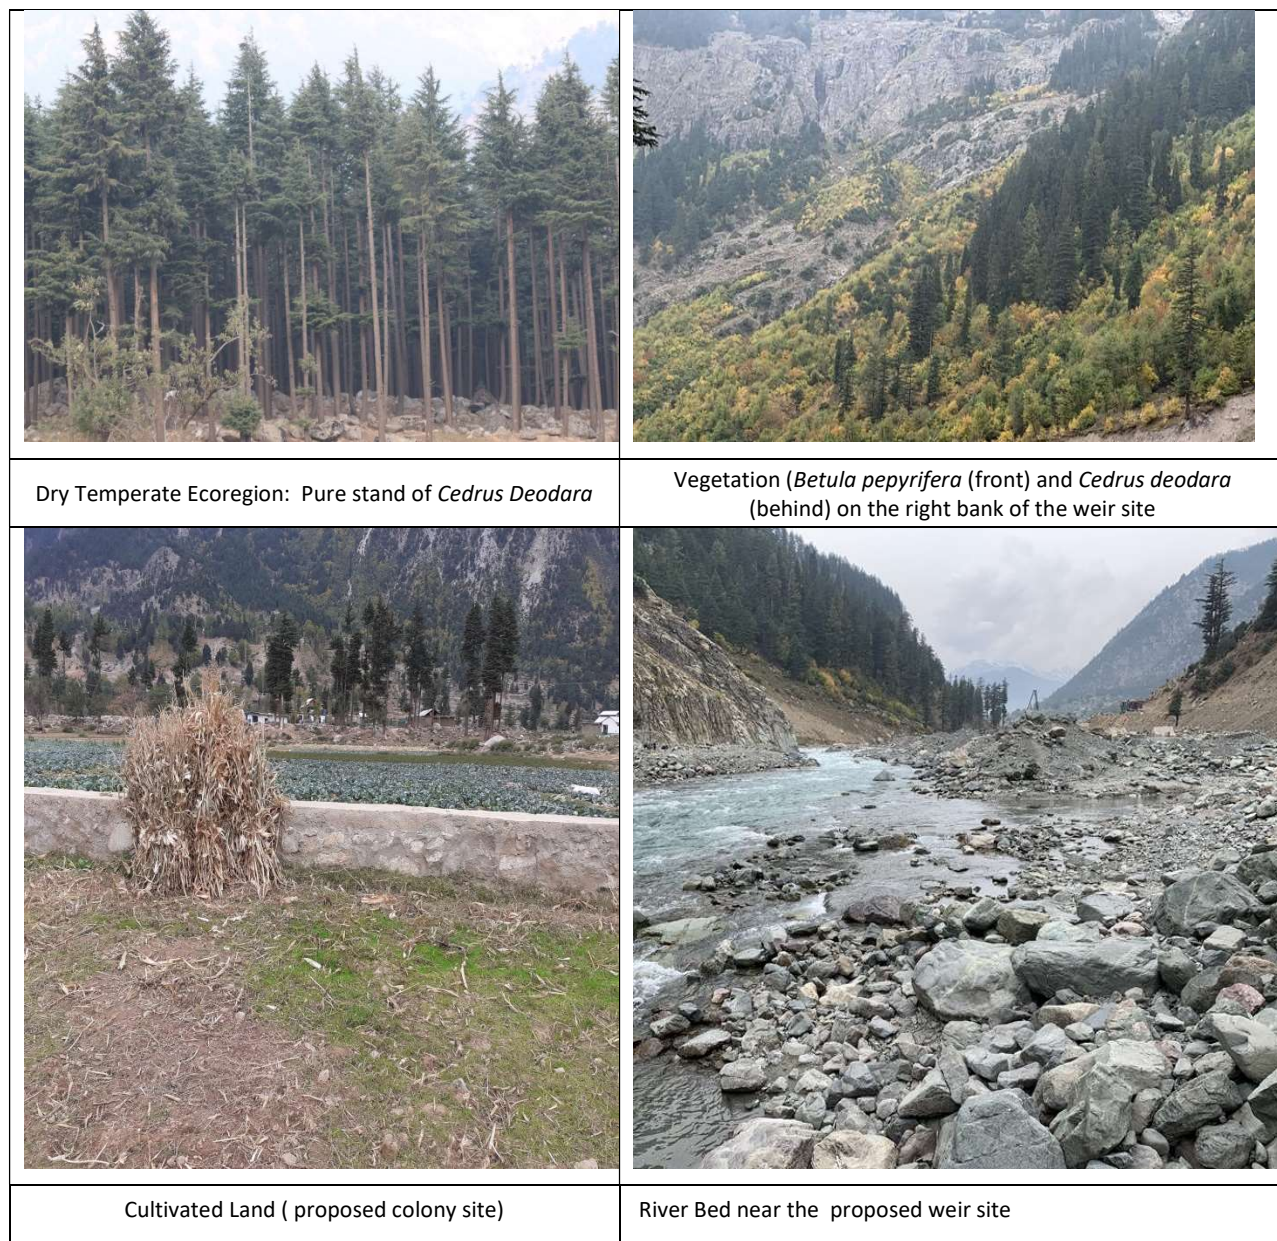 Dry Temperate Ecoregion: Pure stand of Cedrus Deodara
Vegetation (Betula pepyrifera (front) and Cedrus deodara
(behind) on the right bank of the weir site
Cultivated Land ( proposed colony site)
River Bed near the proposed weir site